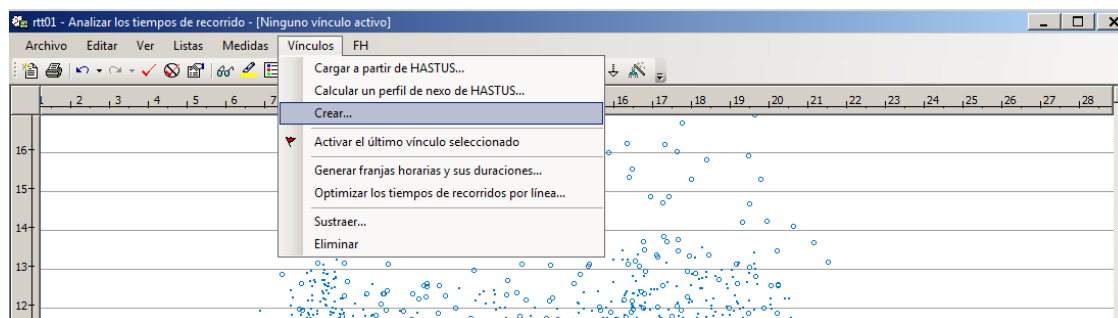 rtt01 - Analizar los tiempos de recorrido - [Ninguno vínculo activo]
Archivo Editar Ver Listas Medidas Vínculos FH
Cargar a partir de HASTUS...
Calcular un perfil de nexo de HASTUS...
Crear...
Activar el último vínculo seleccionado
Generar franjas horarias y sus duraciones...
Optimizar los tiempos de recorridos por línea...
Sustraer...
Eliminar
1 2 3 4 5 6 7 16 17 18 19 20 21 22 23 24 25 26 27 28
16
15
14
13
12